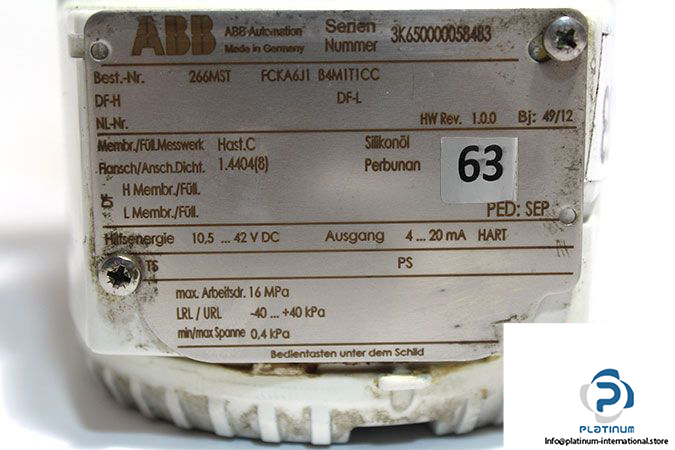 ABB ABB Automation Serien 3K650000058483
Made in Germany Nummer
Best.-Nr. 266MST FCKA6J1 B4M1T1CC
DF-H DF-L
NL-Nr. HW Rev. 1.0.0 Bj: 49/12
Membr./Füll.Messwerk Hast.C Silikonöl
Flansch/Ansch.Dicht. 1.4404(8) Perbunan
63
H Membr./Füll.
L Membr./Füll. PED: SEP
Hilfsenergie 10,5 ... 42 V DC Ausgang 4 ... 20 mA HART
TS PS
max. Arbeitsdr. 16 MPa
LRL / URL -40 ... +40 kPa
min/max Spanne 0,4 kPa
Bedientasten unter dem Schild
PLATINUM
Info@platinum-international.store